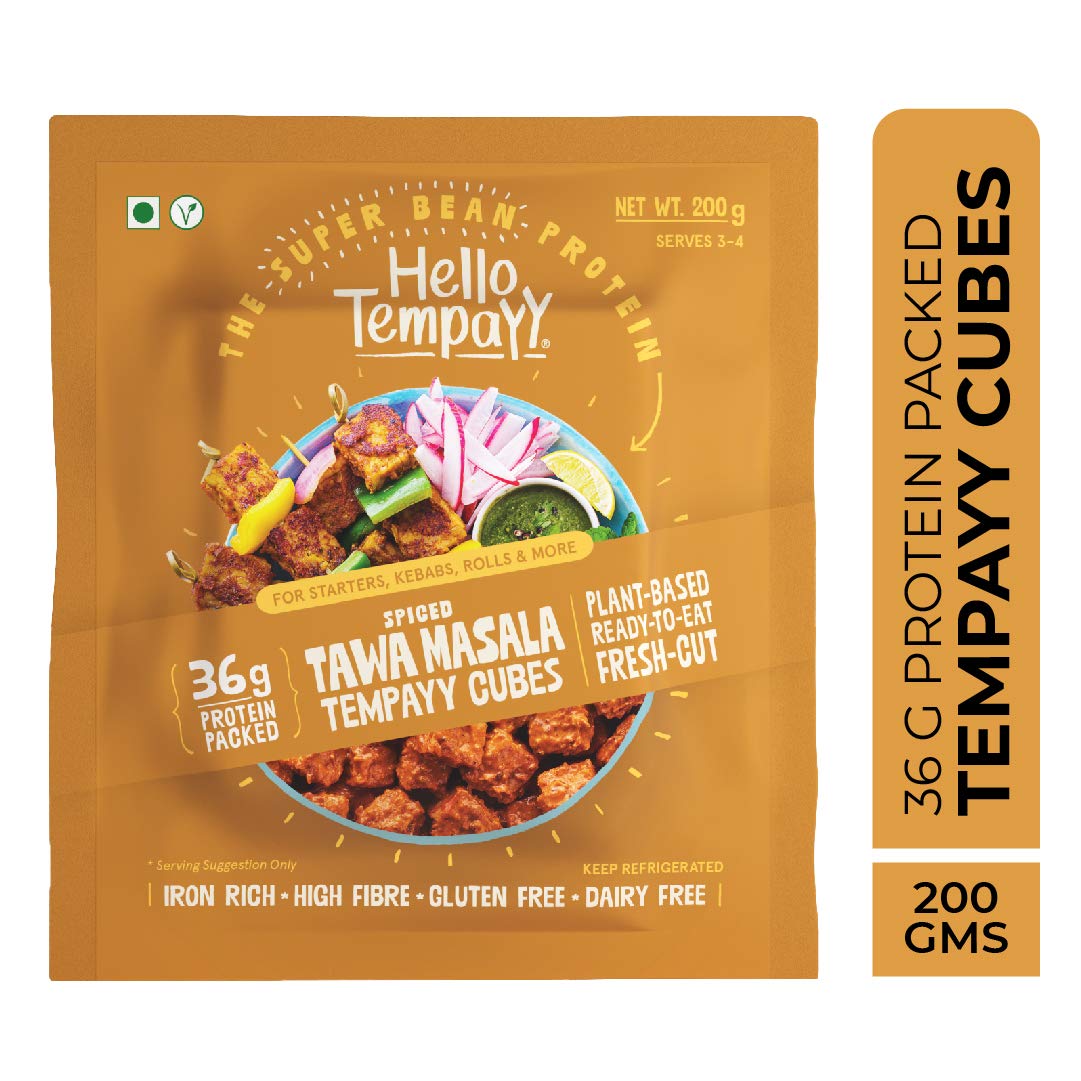 THE SUPER BEAN PROTEIN
Hello
Tempayy®
NET WT. 200g
SERVES 3-4
FOR STARTERS, KEBABS, ROLLS & MORE
36g
PROTEIN
PACKED
SPICED
TAWA MASALA
TEMPAYY CUBES
PLANT-BASED
READY-TO-EAT
FRESH-CUT
* Serving Suggestion Only
KEEP REFRIGERATED
| IRON RICH * HIGH FIBRE * GLUTEN FREE * DAIRY FREE |
36 G PROTEIN PACKED
TEMPAYY CUBES
200
GMS